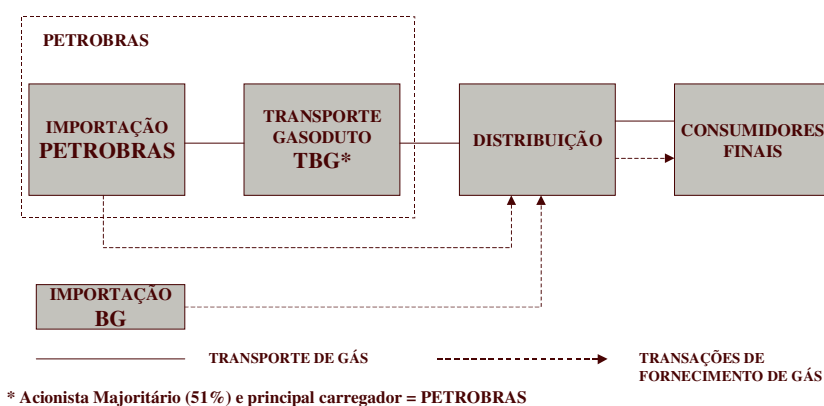 PETROBRAS
IMPORTAÇÃO
PETROBRAS
TRANSPORTE
GASODUTO
TBG*
DISTRIBUIÇÃO
CONSUMIDORES
FINAIS
IMPORTAÇÃO
BG
TRANSPORTE DE GÁS
TRANSAÇÕES DE
FORNECIMENTO DE GÁS
* Acionista Majoritário (51%) e principal carregador = PETROBRAS